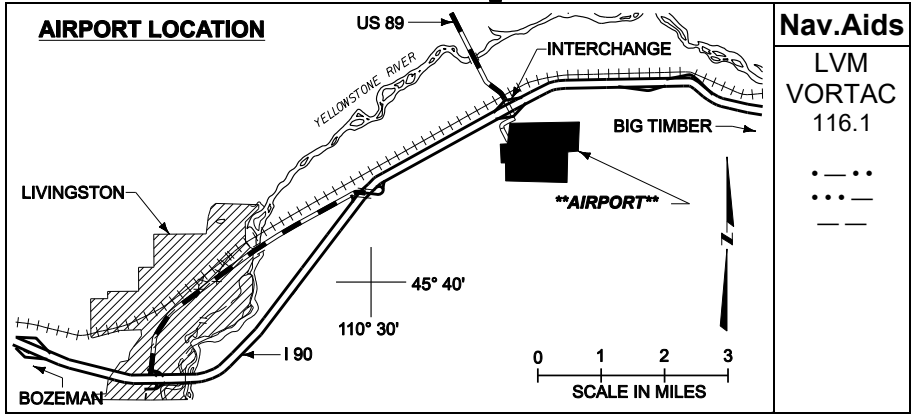 AIRPORT LOCATION
US 89
INTERCHANGE
YELLOWSTONE RIVER
BIG TIMBER
LIVINGSTON
**AIRPORT**
N
45° 40'
110° 30'
I 90
BOZEMAN
0 1 2 3
SCALE IN MILES
Nav.Aids
LVM
VORTAC
116.1
• — • •
• • • —
— —